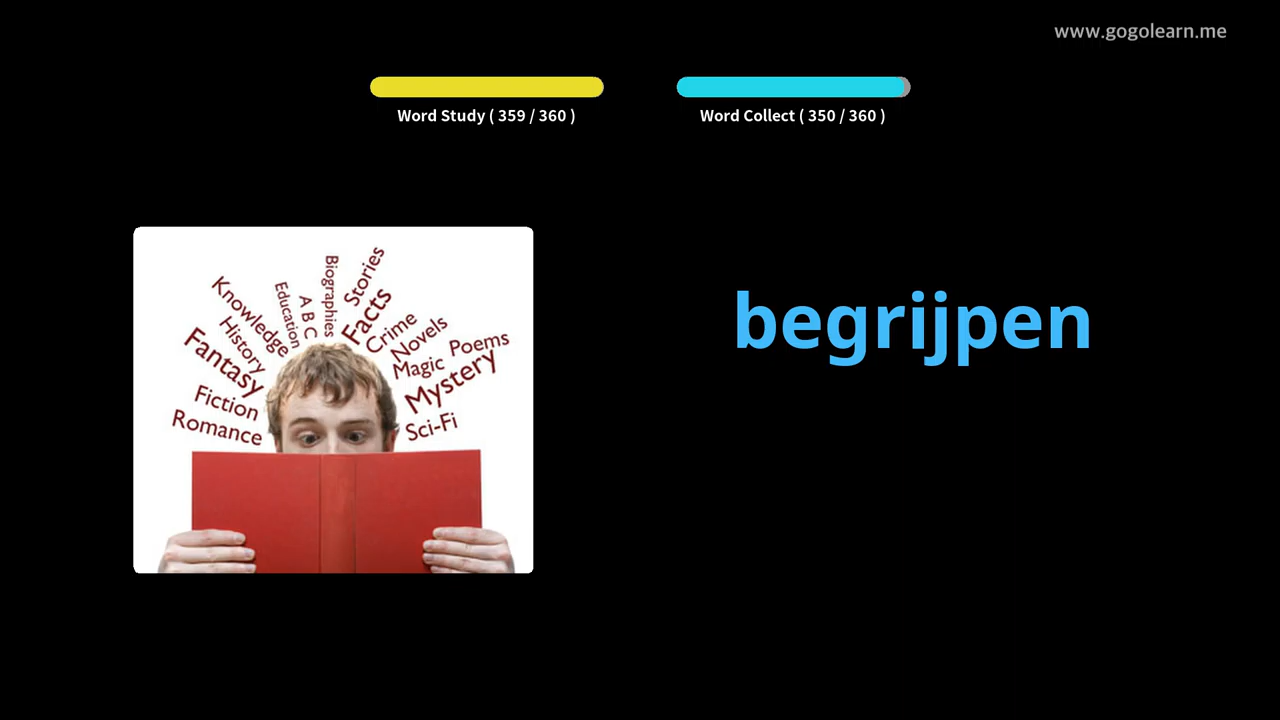 www.gogolearn.me
Word Study ( 359 / 360 )
Word Collect ( 350 / 360 )
begrijpen
Biographies
Stories
Education
A B C
Facts
Knowledge
Crime
History
Novels
Poems
Fantasy
Magic
Mystery
Fiction
Romance
Sci-Fi